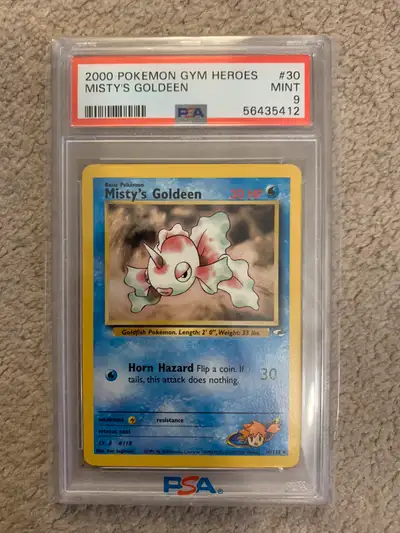 2000 POKEMON GYM HEROES #30
MISTY'S GOLDEEN MINT
9
PSA 56435412
Basic Pokémon
Misty's Goldeen
Goldfish Pokémon. Length: 2' 0", Weight: 33 lbs.
Horn Hazard Flip a coin. If 30
tails, this attack does nothing.
weakness resistance
retreat cost
PSA